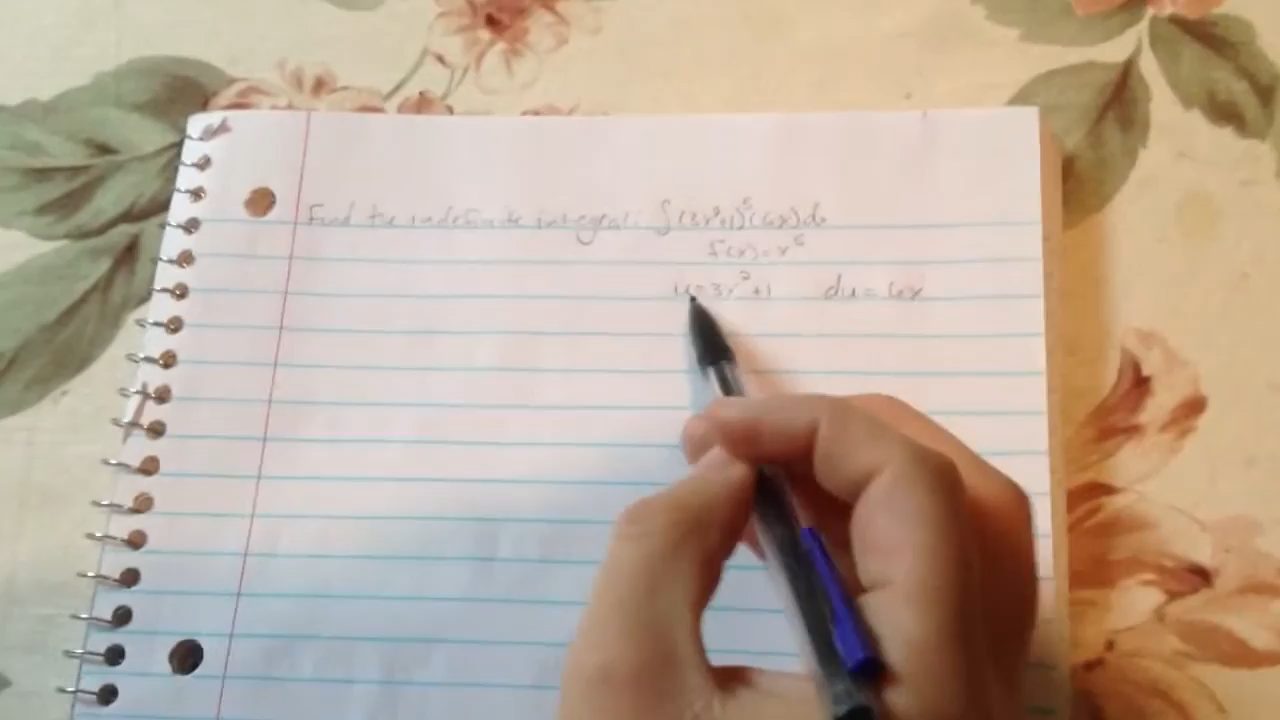 Find the indefinite integral: ∫(3x²+1)⁵(6x)dx
f(x)=x⁵
u=3x²+1 du=6x